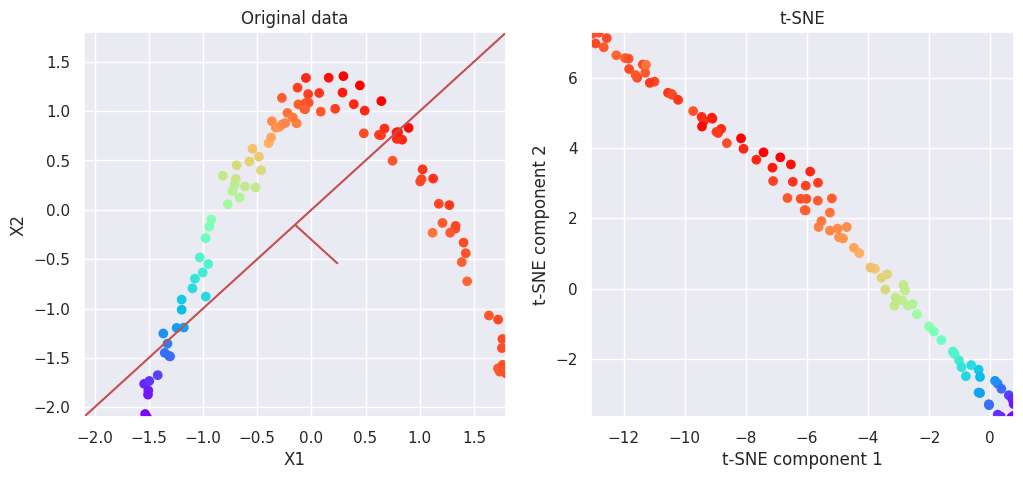 Original data
1.5
1.0
0.5
0.0
−0.5
−1.0
−1.5
−2.0
X2
−2.0 −1.5 −1.0 −0.5 0.0 0.5 1.0 1.5
X1
t-SNE
6
4
2
0
−2
t-SNE component 2
−12 −10 −8 −6 −4 −2 0
t-SNE component 1